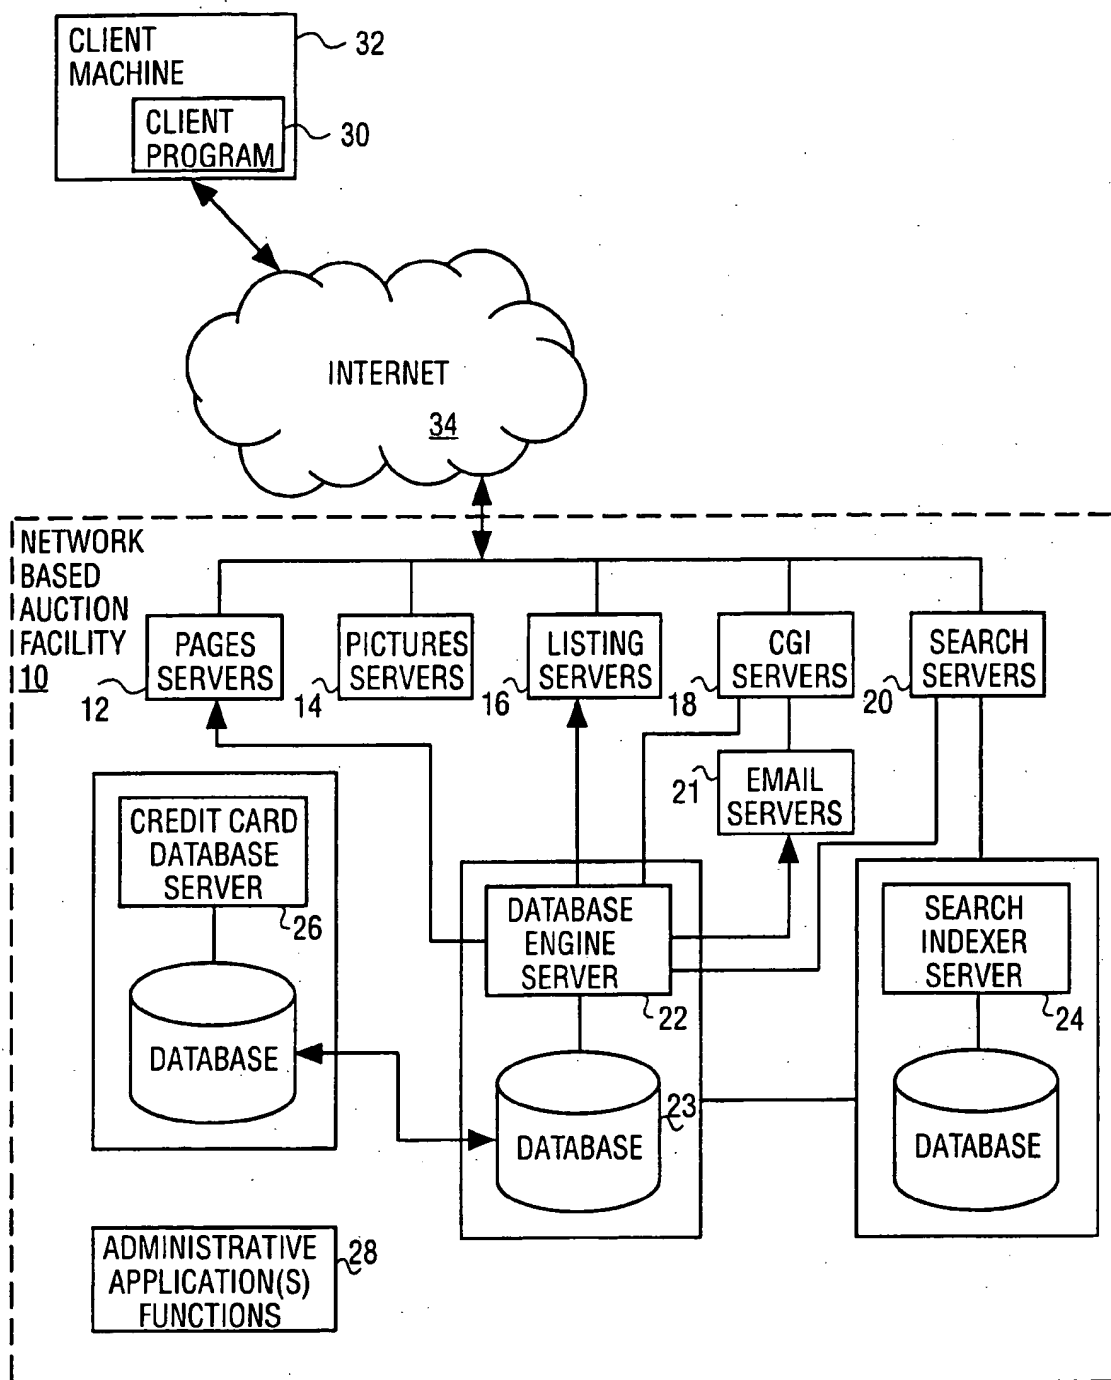 CLIENT
MACHINE
32
CLIENT
PROGRAM
30
INTERNET
34
NETWORK
BASED
AUCTION
FACILITY
10
PAGES
SERVERS
12
PICTURES
SERVERS
14
LISTING
SERVERS
16
CGI
SERVERS
18
SEARCH
SERVERS
20
EMAIL
SERVERS
21
CREDIT CARD
DATABASE
SERVER
26
DATABASE
DATABASE
ENGINE
SERVER
22
DATABASE
23
SEARCH
INDEXER
SERVER
24
DATABASE
ADMINISTRATIVE
APPLICATION(S)
FUNCTIONS
28